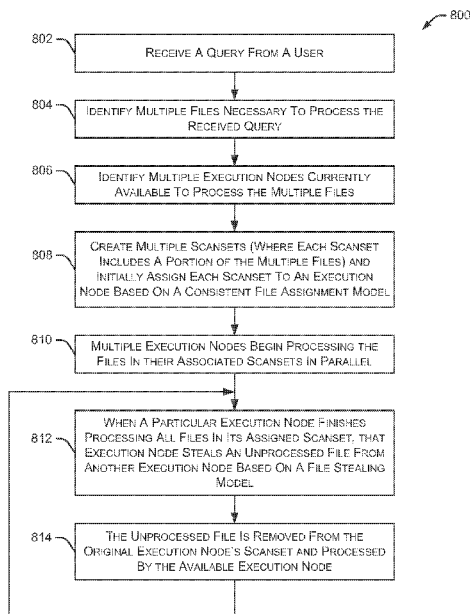 800
802
RECEIVE A QUERY FROM A USER
804
IDENTIFY MULTIPLE FILES NECESSARY TO PROCESS THE
RECEIVED QUERY
806
IDENTIFY MULTIPLE EXECUTION NODES CURRENTLY
AVAILABLE TO PROCESS THE MULTIPLE FILES
808
CREATE MULTIPLE SCANSETS (WHERE EACH SCANSET
INCLUDES A PORTION OF THE MULTIPLE FILES) AND
INITIALLY ASSIGN EACH SCANSET TO AN EXECUTION
NODE BASED ON A CONSISTENT FILE ASSIGNMENT MODEL
810
MULTIPLE EXECUTION NODES BEGIN PROCESSING THE
FILES IN THEIR ASSOCIATED SCANSETS IN PARALLEL
812
WHEN A PARTICULAR EXECUTION NODE FINISHES
PROCESSING ALL FILES IN ITS ASSIGNED SCANSET, THAT
EXECUTION NODE STEALS AN UNPROCESSED FILE FROM
ANOTHER EXECUTION NODE BASED ON A FILE STEALING
MODEL
814
THE UNPROCESSED FILE IS REMOVED FROM THE
ORIGINAL EXECUTION NODE'S SCANSET AND PROCESSED
BY THE AVAILABLE EXECUTION NODE